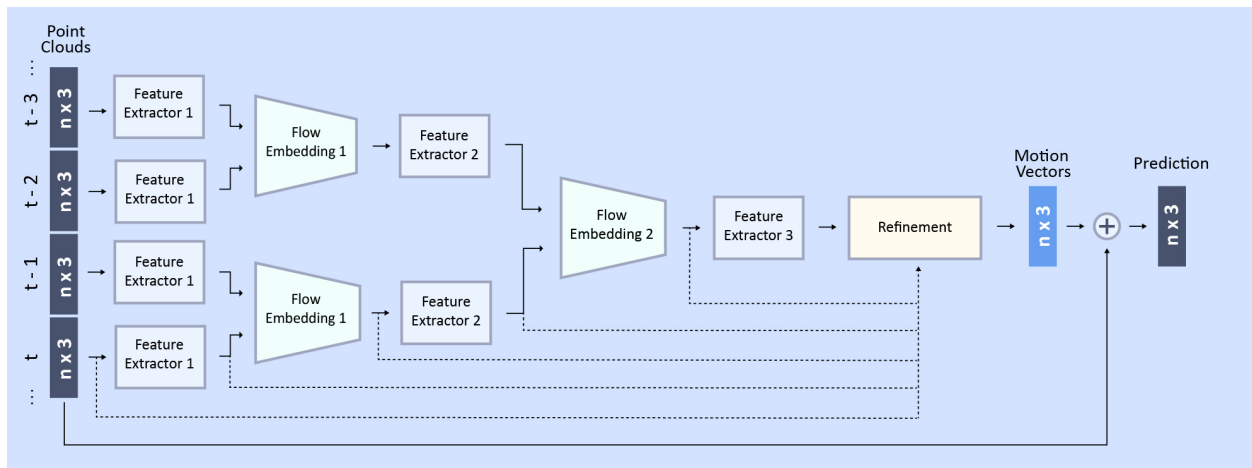 Point
Clouds
...
t - 3
n x 3
Feature
Extractor 1
Flow
Embedding 1
Feature
Extractor 2
t - 2
n x 3
Feature
Extractor 1
Flow
Embedding 2
Feature
Extractor 3
Refinement
Motion
Vectors
n x 3
+
Prediction
n x 3
t - 1
n x 3
Feature
Extractor 1
Flow
Embedding 1
Feature
Extractor 2
t
n x 3
Feature
Extractor 1
...